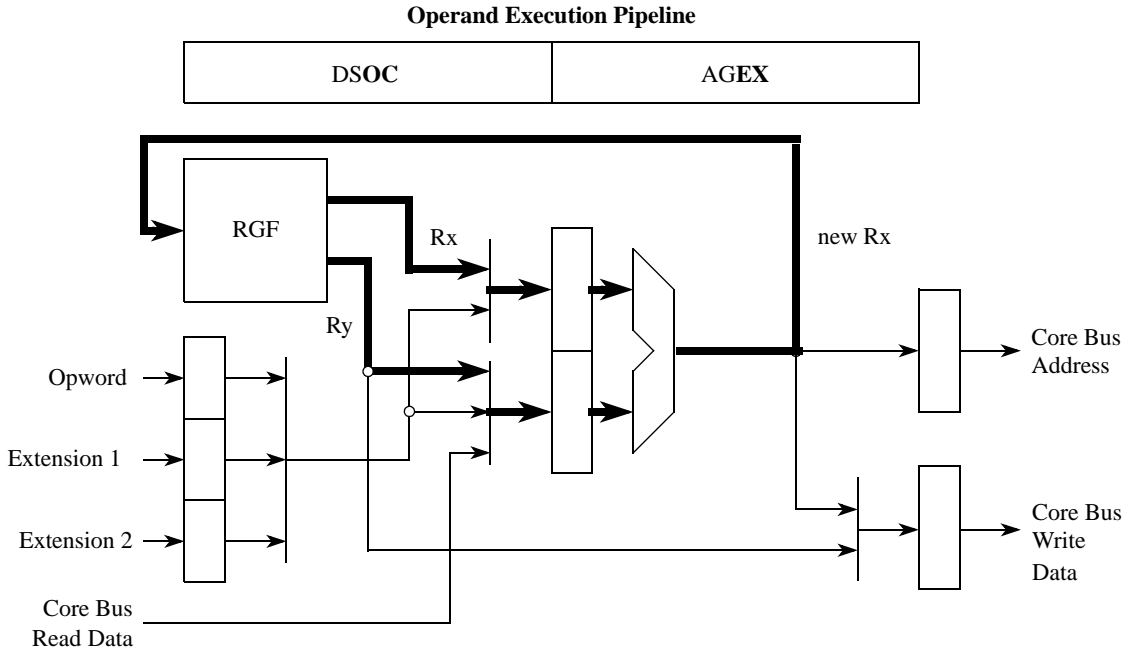 Operand Execution Pipeline
DSOC
AGEX
RGF
Rx
new Rx
Ry
Core Bus
Address
Opword
Extension 1
Extension 2
Core Bus
Write
Data
Core Bus
Read Data